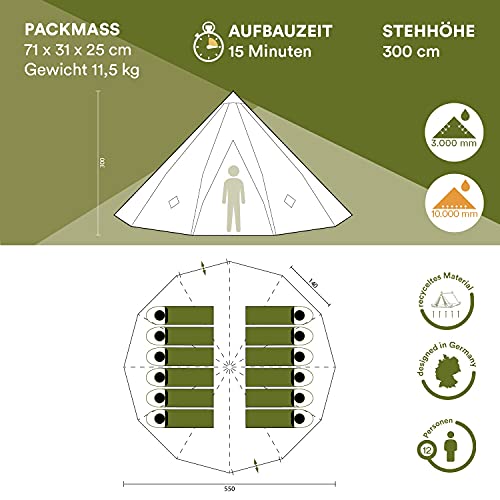 PACKMASS
71 x 31 x 25 cm
Gewicht 11,5 kg
AUFBAUZEIT
15 Minuten
STEHHÖHE
300 cm
300
3.000 mm
10.000 mm
140
550
recyceltes Material
designed in Germany
Personen
12